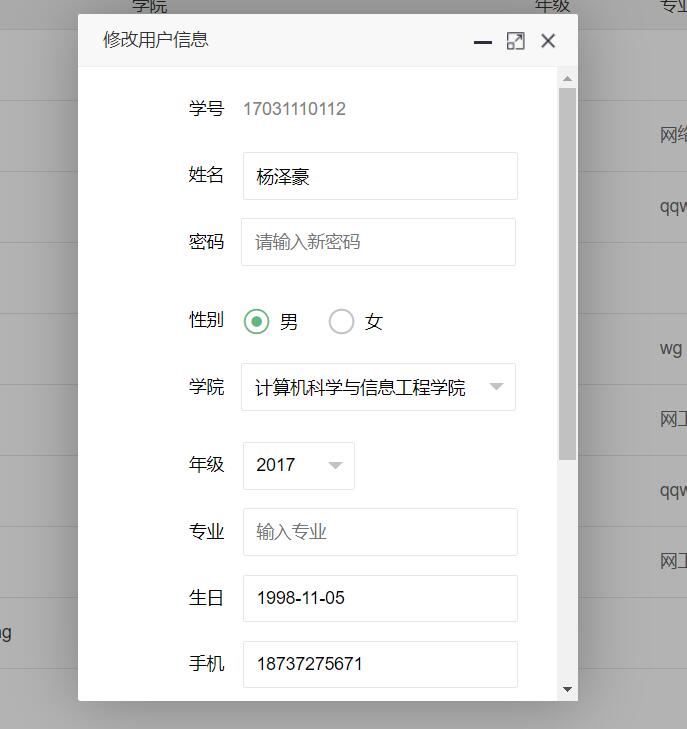 学院 年级 专业
修改用户信息
学号 17031110112
姓名 杨泽豪
网络
密码 请输入新密码
qqw
性别 男 女
wg
学院 计算机科学与信息工程学院
网工
年级 2017
qqw
专业 输入专业
网工
生日 1998-11-05
ng
手机 18737275671